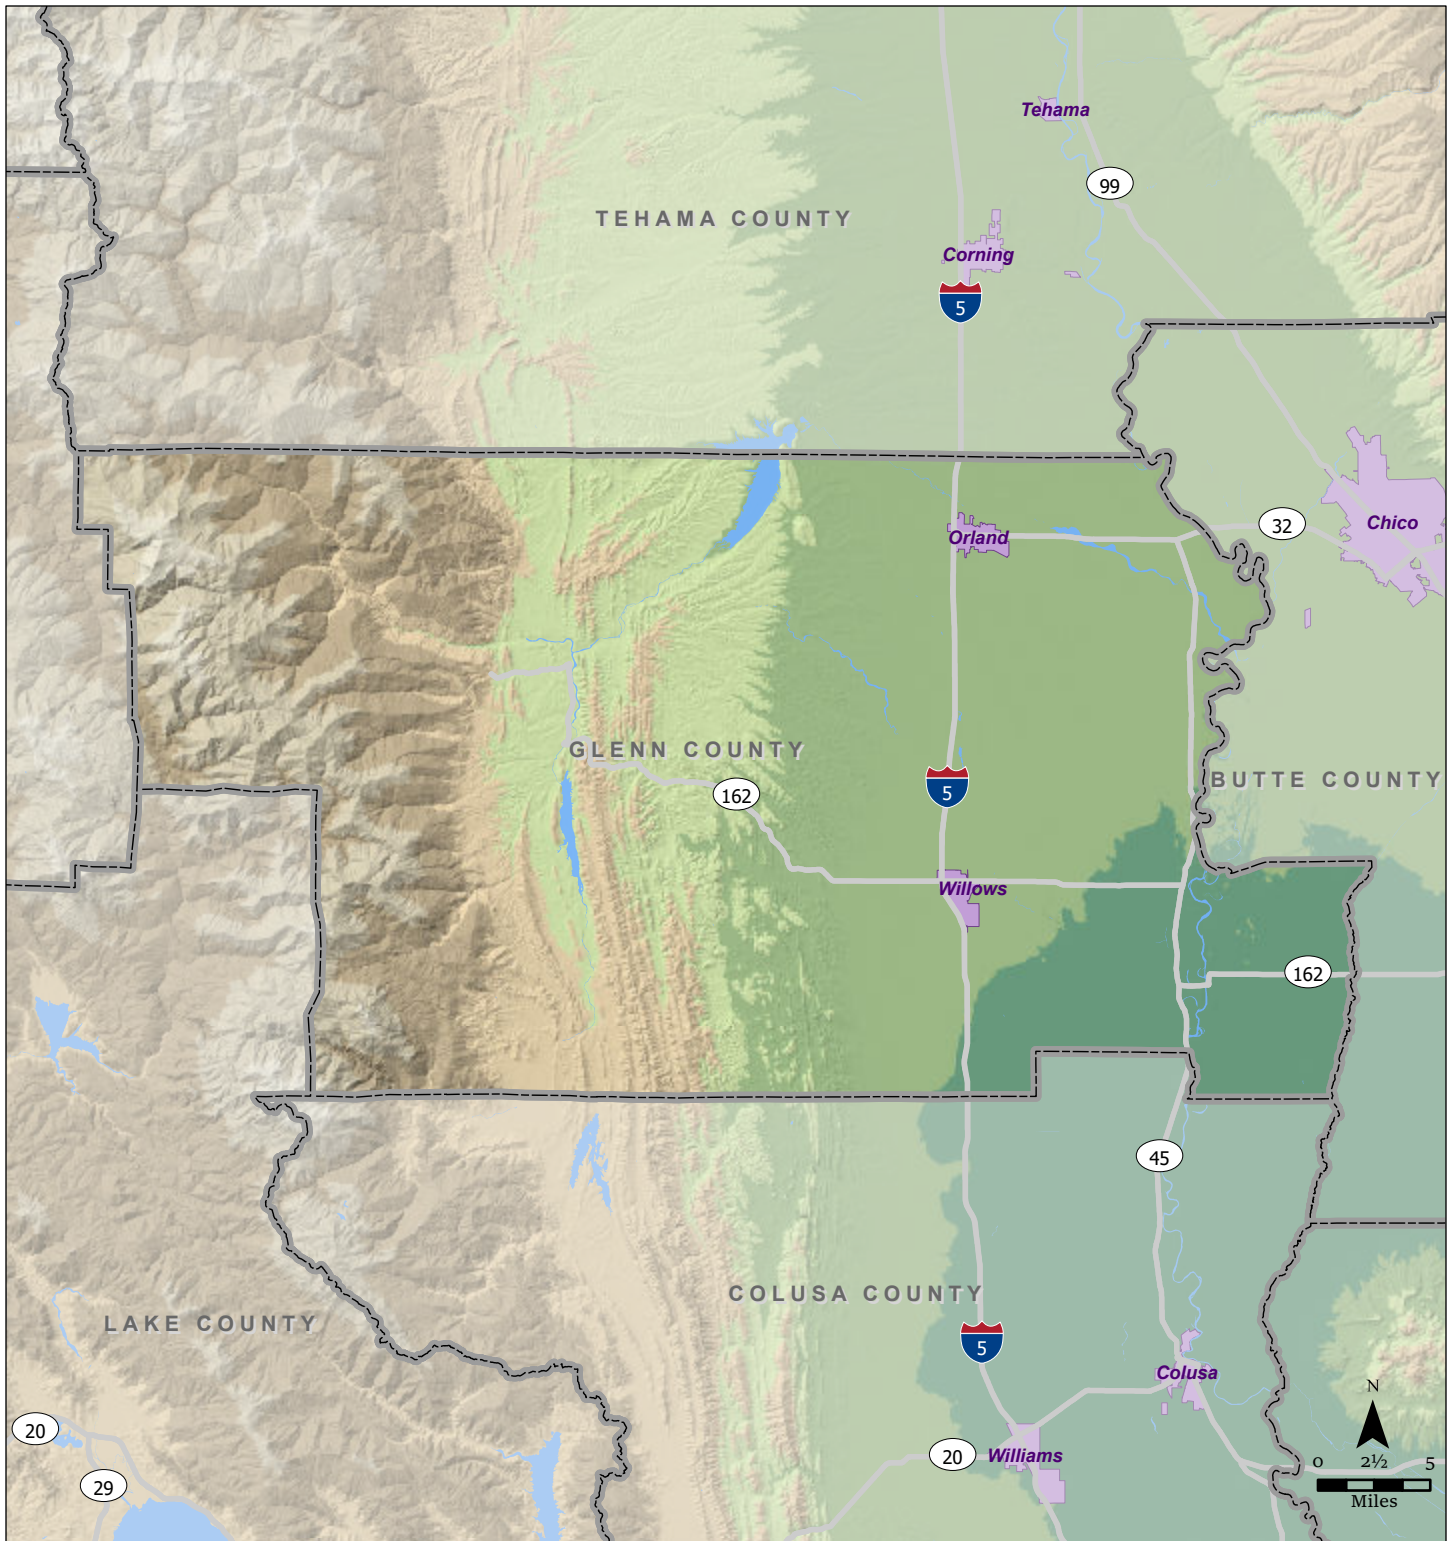 Tehama
99
TEHAMA COUNTY
Corning
5
32
Chico
Orland
GLENN COUNTY
162
5
BUTTE COUNTY
Willows
162
45
COLUSA COUNTY
LAKE COUNTY
5
Colusa
N
20
20
Williams
0 2½ 5
29
Miles